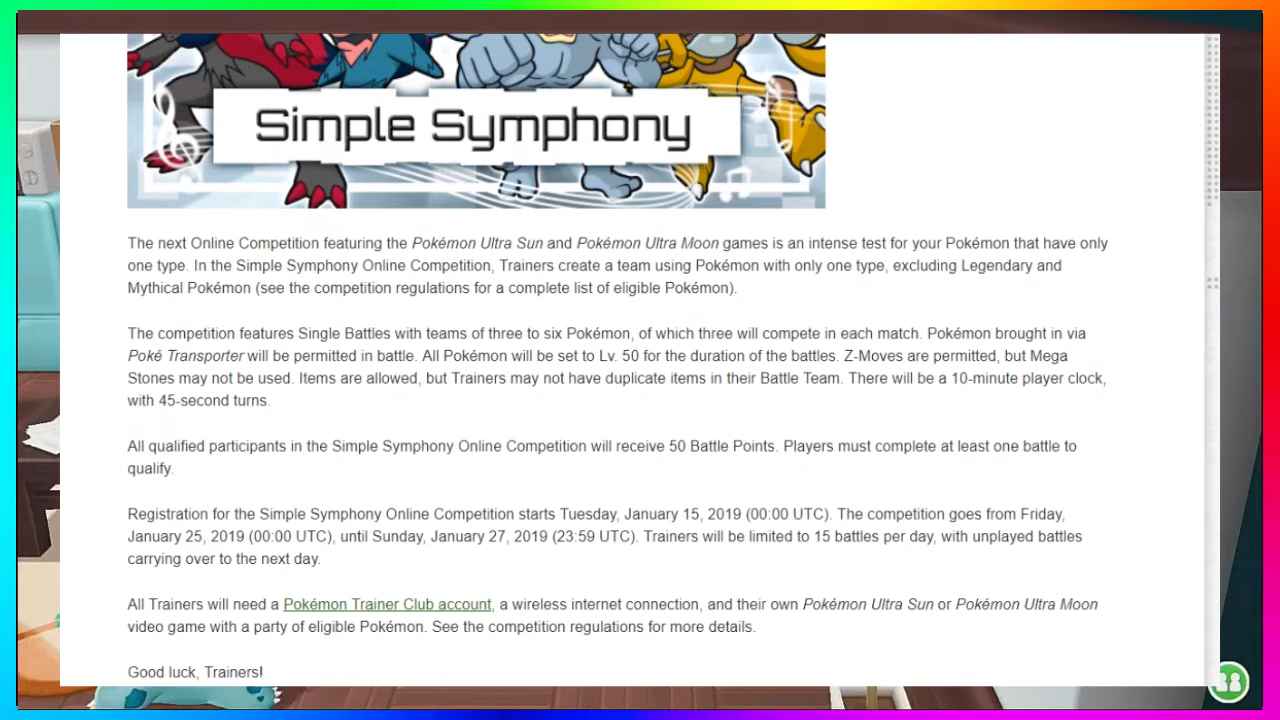 Simple Symphony
The next Online Competition featuring the Pokémon Ultra Sun and Pokémon Ultra Moon games is an intense test for your Pokémon that have only
one type. In the Simple Symphony Online Competition, Trainers create a team using Pokémon with only one type, excluding Legendary and
Mythical Pokémon (see the competition regulations for a complete list of eligible Pokémon).
The competition features Single Battles with teams of three to six Pokémon, of which three will compete in each match. Pokémon brought in via
Poké Transporter will be permitted in battle. All Pokémon will be set to Lv. 50 for the duration of the battles. Z-Moves are permitted, but Mega
Stones may not be used. Items are allowed, but Trainers may not have duplicate items in their Battle Team. There will be a 10-minute player clock,
with 45-second turns.
All qualified participants in the Simple Symphony Online Competition will receive 50 Battle Points. Players must complete at least one battle to
qualify.
Registration for the Simple Symphony Online Competition starts Tuesday, January 15, 2019 (00:00 UTC). The competition goes from Friday,
January 25, 2019 (00:00 UTC), until Sunday, January 27, 2019 (23:59 UTC). Trainers will be limited to 15 battles per day, with unplayed battles
carrying over to the next day.
All Trainers will need a Pokémon Trainer Club account, a wireless internet connection, and their own Pokémon Ultra Sun or Pokémon Ultra Moon
video game with a party of eligible Pokémon. See the competition regulations for more details.
Good luck, Trainers!